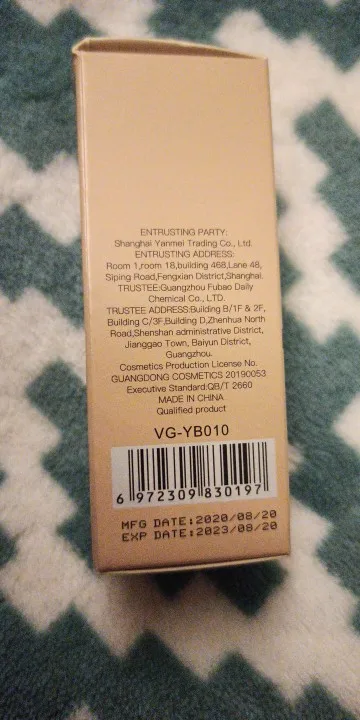 ENTRUSTING PARTY:
Shanghai Yanmei Trading Co., Ltd.
ENTRUSTING ADDRESS:
Room 1,room 18,building 468,Lane 48,
Siping Road,Fengxian District,Shanghai.
TRUSTEE:Guangzhou Fubao Daily
Chemical Co., LTD.
TRUSTEE ADDRESS:Building B/1F & 2F,
Building C/3F,Building D,Zhenhua North
Road,Shenshan administrative District,
Jianggao Town, Baiyun District,
Guangzhou.
Cosmetics Production License No.
GUANGDONG COSMETICS 20190053
Executive Standard:QB/T 2660
MADE IN CHINA
Qualified product
VG-YB010
6 972309 830197
MFG DATE:2020/08/20
EXP DATE:2023/08/20